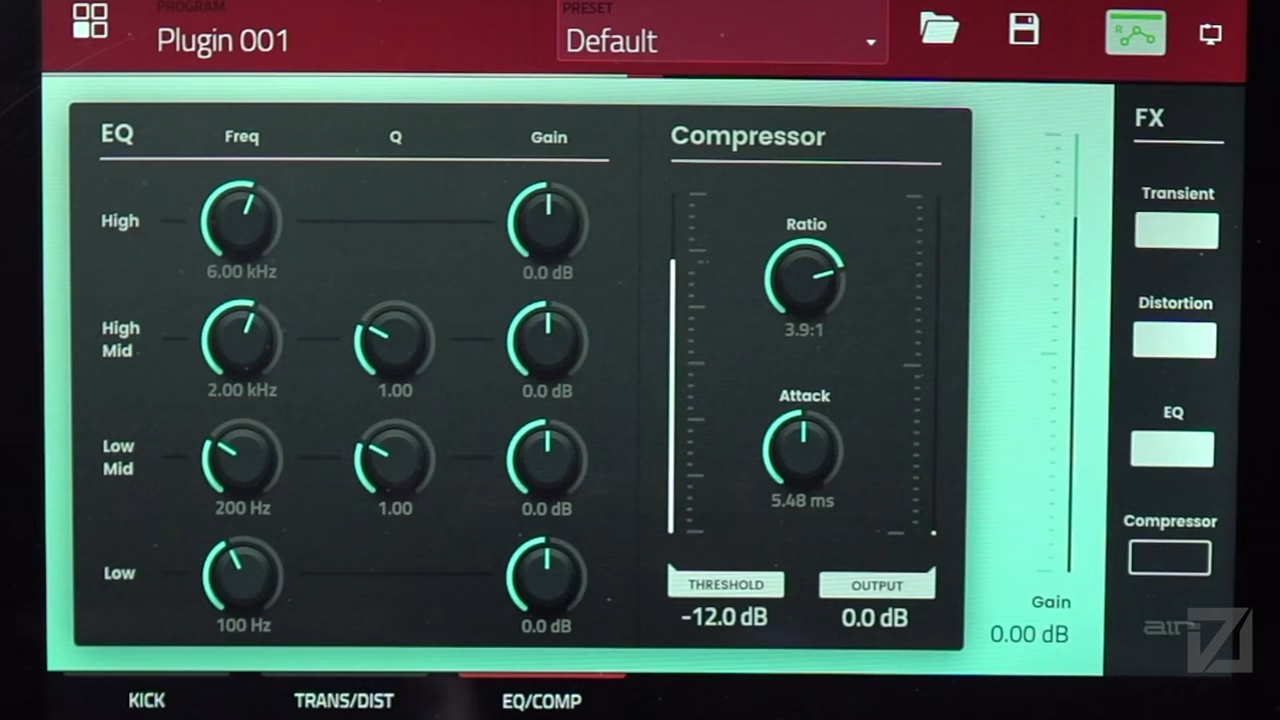 PROGRAM
Plugin 001
PRESET
Default
R
EQ
Freq
Q
Gain
High
6.00 kHz
0.0 dB
High
Mid
2.00 kHz
1.00
0.0 dB
Low
Mid
200 Hz
1.00
0.0 dB
Low
100 Hz
0.0 dB
Compressor
Ratio
3.9:1
Attack
5.48 ms
THRESHOLD
-12.0 dB
OUTPUT
0.0 dB
Gain
0.00 dB
FX
Transient
Distortion
EQ
Compressor
air
KICK
TRANS/DIST
EQ/COMP